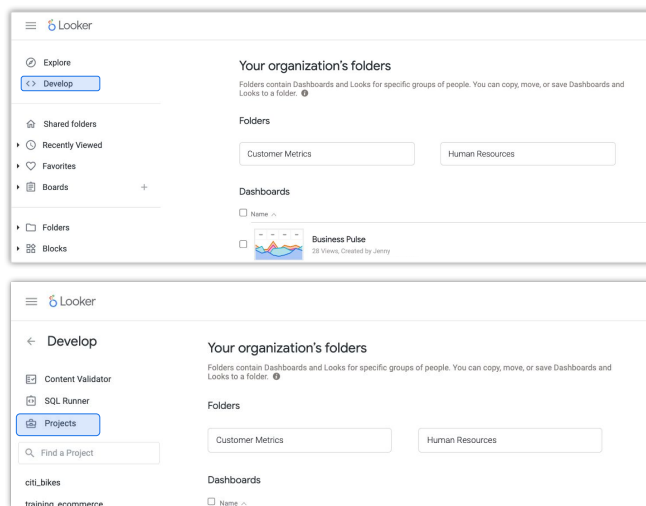 Looker
Explore
Develop
Shared folders
Recently Viewed
Favorites
Boards
Folders
Blocks
Your organization's folders
Folders contain Dashboards and Looks for specific groups of people. You can copy, move, or save Dashboards and
Looks to a folder.
Folders
Customer Metrics
Human Resources
Dashboards
Name
Business Pulse
28 Views, Created by Jenny
Looker
Develop
Content Validator
SQL Runner
Projects
Find a Project
citi_bikes
training_ecommerce
Your organization's folders
Folders contain Dashboards and Looks for specific groups of people. You can copy, move, or save Dashboards and
Looks to a folder.
Folders
Customer Metrics
Human Resources
Dashboards
Name